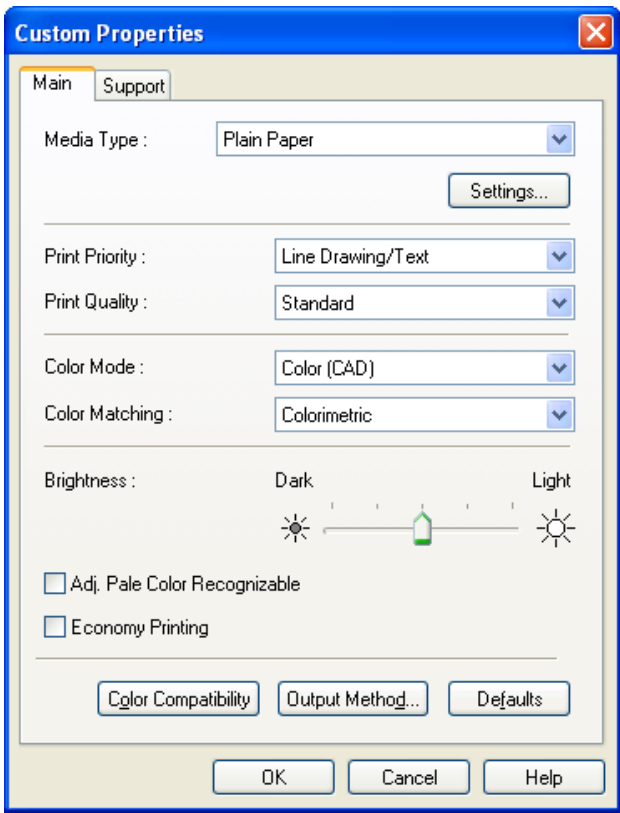 Custom Properties
Main Support
Media Type : Plain Paper
Settings...
Print Priority : Line Drawing/Text
Print Quality : Standard
Color Mode : Color (CAD)
Color Matching : Colorimetric
Brightness : Dark Light
Adj. Pale Color Recognizable
Economy Printing
Color Compatibility Output Method... Defaults
OK Cancel Help